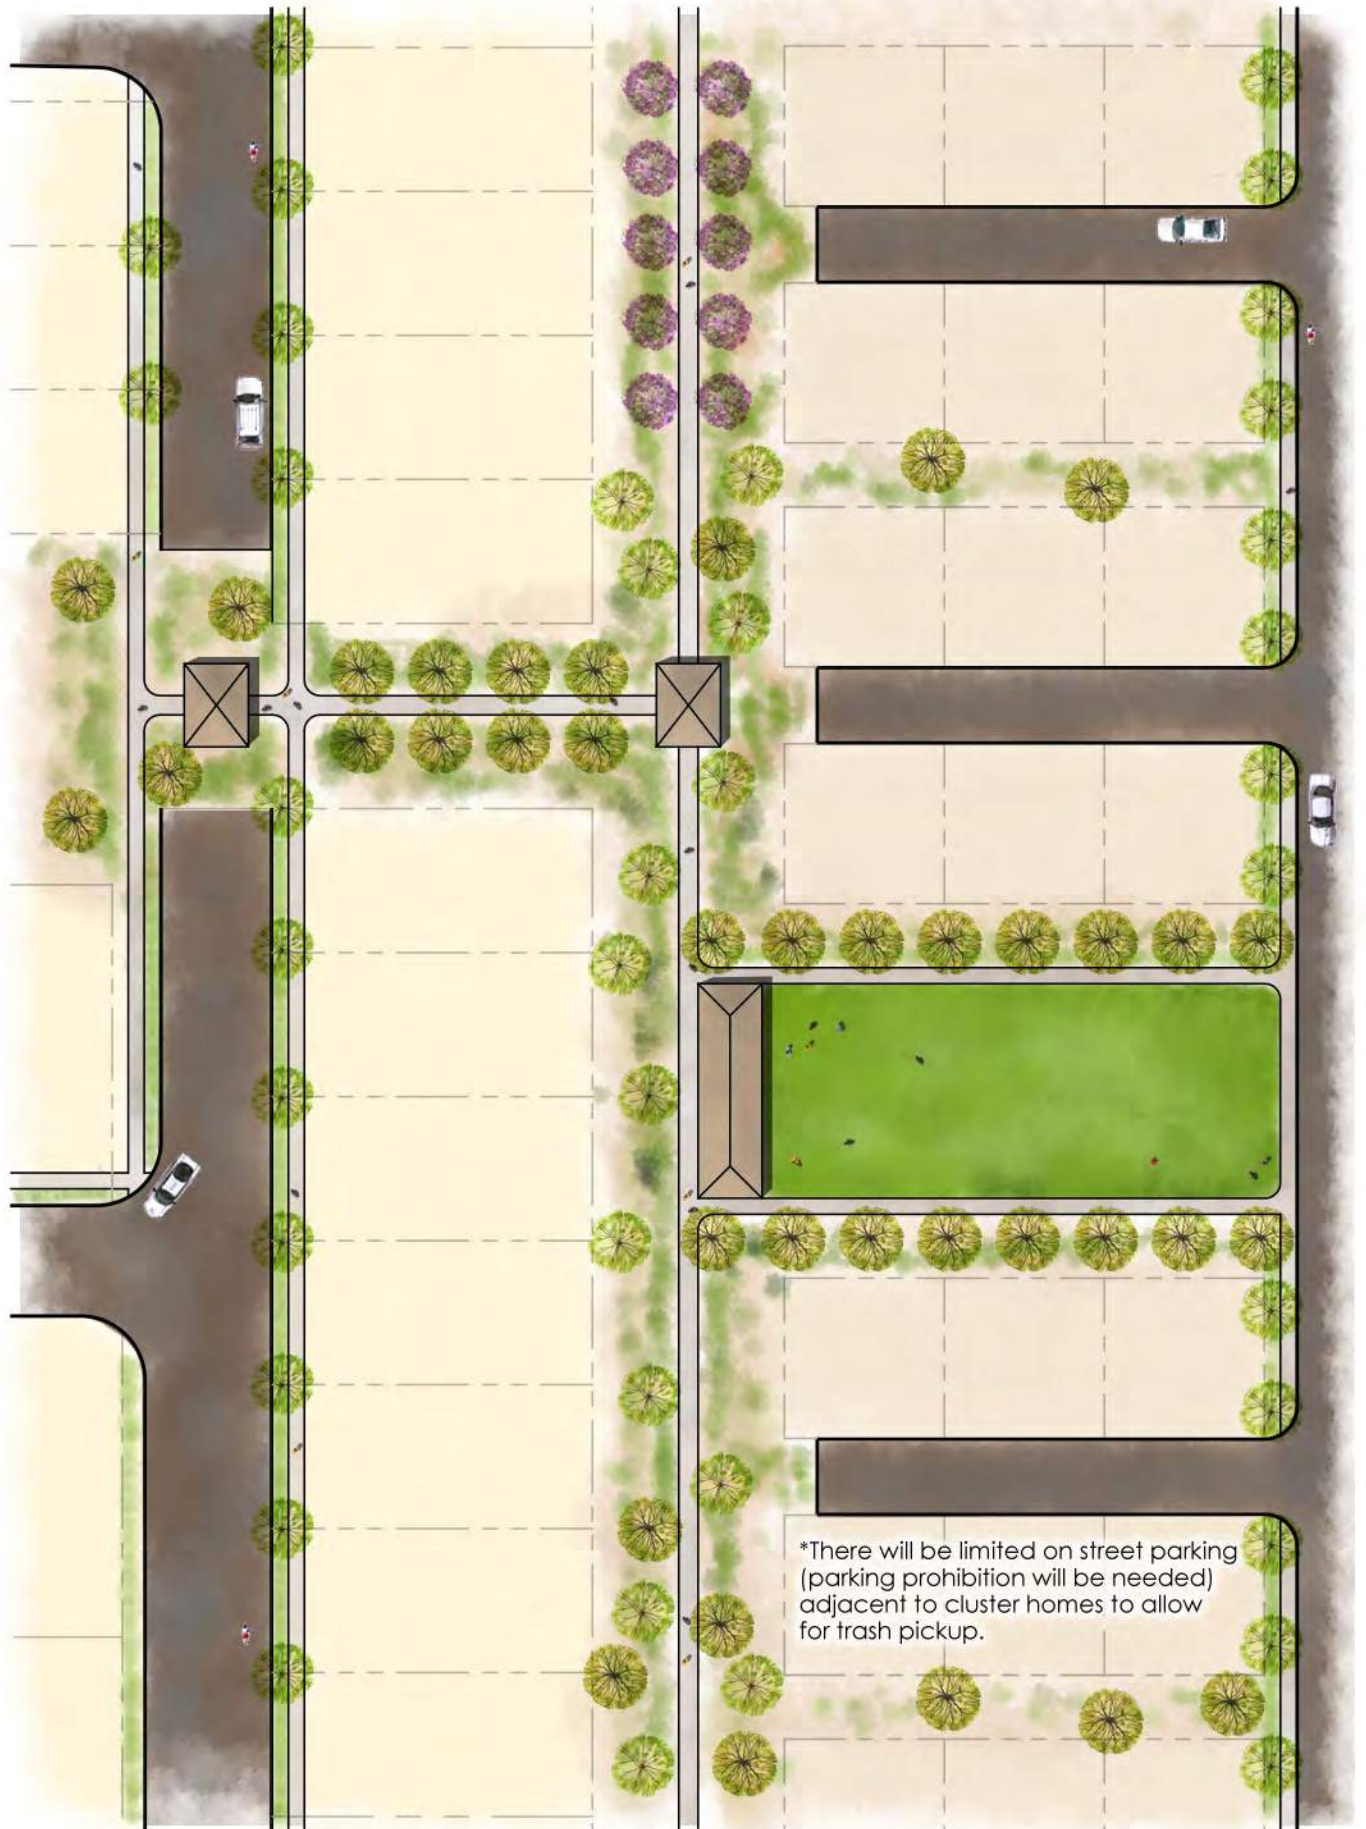 *There will be limited on street parking
(parking prohibition will be needed)
adjacent to cluster homes to allow
for trash pickup.